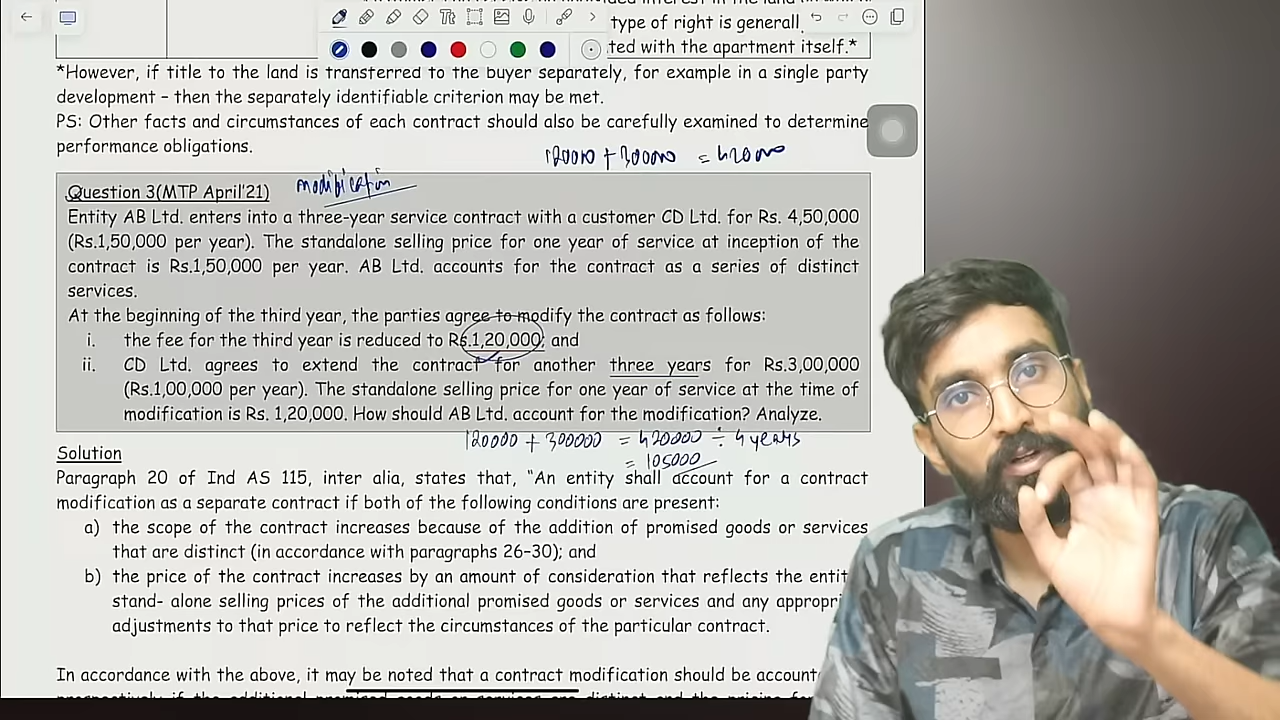 type of right is generall
ted with the apartment itself.*
*However, if title to the land is transferred to the buyer separately, for example in a single party
development – then the separately identifiable criterion may be met.
PS: Other facts and circumstances of each contract should also be carefully examined to determine
performance obligations.
120000 + 300000 = 420000
Question 3(MTP April'21) modification
Entity AB Ltd. enters into a three-year service contract with a customer CD Ltd. for Rs. 4,50,000
(Rs.1,50,000 per year). The standalone selling price for one year of service at inception of the
contract is Rs.1,50,000 per year. AB Ltd. accounts for the contract as a series of distinct
services.
At the beginning of the third year, the parties agree to modify the contract as follows:
i. the fee for the third year is reduced to Rs.1,20,000; and
ii. CD Ltd. agrees to extend the contract for another three years for Rs.3,00,000
(Rs.1,00,000 per year). The standalone selling price for one year of service at the time of
modification is Rs. 1,20,000. How should AB Ltd. account for the modification? Analyze.
120000 + 300000 = 420000 ÷ 4 years
= 105000
Solution
Paragraph 20 of Ind AS 115, inter alia, states that, "An entity shall account for a contract
modification as a separate contract if both of the following conditions are present:
a) the scope of the contract increases because of the addition of promised goods or services
that are distinct (in accordance with paragraphs 26–30); and
b) the price of the contract increases by an amount of consideration that reflects the entit
stand- alone selling prices of the additional promised goods or services and any appropri
adjustments to that price to reflect the circumstances of the particular contract.
In accordance with the above, it may be noted that a contract modification should be account